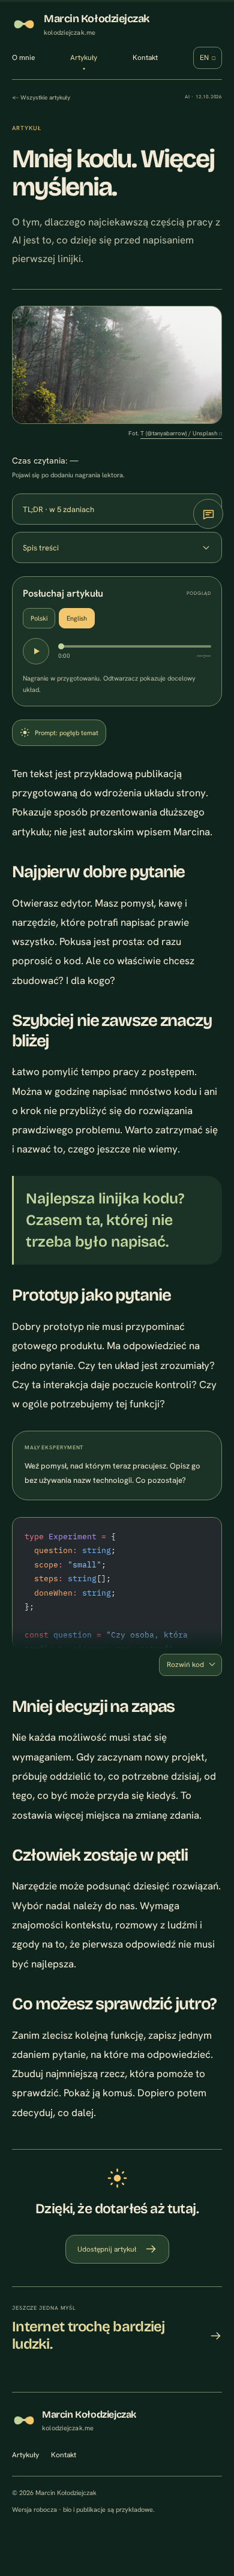 Marcin Kołodziejczak
kolodziejczak.me
O mnie
Artykuły
Kontakt
EN
← Wszystkie artykuły
AI · 12.10.2026
ARTYKUŁ
Mniej kodu. Więcej
myślenia.
O tym, dlaczego najciekawszą częścią pracy z
AI jest to, co dzieje się przed napisaniem
pierwszej linijki.
Fot. T (@tanyabarrow) / Unsplash
Czas czytania: —
Pojawi się po dodaniu nagrania lektora.
TL;DR · w 5 zdaniach
Spis treści
Posłuchaj artykułu
PODGLĄD
Polski
English
0:00
Nagranie w przygotowaniu. Odtwarzacz pokazuje docelowy
układ.
Prompt: pogłęb temat
Ten tekst jest przykładową publikacją
przygotowaną do wdrożenia układu strony.
Pokazuje sposób prezentowania dłuższego
artykułu; nie jest autorskim wpisem Marcina.
Najpierw dobre pytanie
Otwierasz edytor. Masz pomysł, kawę i
narzędzie, które potrafi napisać prawie
wszystko. Pokusa jest prosta: od razu
poprosić o kod. Ale co właściwie chcesz
zbudować? I dla kogo?
Szybciej nie zawsze znaczy
bliżej
Łatwo pomylić tempo pracy z postępem.
Można w godzinę napisać mnóstwo kodu i ani
o krok nie przybliżyć się do rozwiązania
prawdziwego problemu. Warto zatrzymać się
i nazwać to, czego jeszcze nie wiemy.
Najlepsza linijka kodu?
Czasem ta, której nie
trzeba było napisać.
Prototyp jako pytanie
Dobry prototyp nie musi przypominać
gotowego produktu. Ma odpowiedzieć na
jedno pytanie. Czy ten układ jest zrozumiały?
Czy ta interakcja daje poczucie kontroli? Czy
w ogóle potrzebujemy tej funkcji?
MAŁY EKSPERYMENT
Weź pomysł, nad którym teraz pracujesz. Opisz go
bez używania nazw technologii. Co pozostaje?
type Experiment = {
question: string;
scope: "small";
steps: string[];
doneWhen: string;
};
const question = "Czy osoba, która
Rozwiń kod
Mniej decyzji na zapas
Nie każda możliwość musi stać się
wymaganiem. Gdy zaczynam nowy projekt,
próbuję oddzielić to, co potrzebne dzisiaj, od
tego, co być może przyda się kiedyś. To
zostawia więcej miejsca na zmianę zdania.
Człowiek zostaje w pętli
Narzędzie może podsunąć dziesięć rozwiązań.
Wybór nadal należy do nas. Wymaga
znajomości kontekstu, rozmowy z ludźmi i
zgody na to, że pierwsza odpowiedź nie musi
być najlepsza.
Co możesz sprawdzić jutro?
Zanim zlecisz kolejną funkcję, zapisz jednym
zdaniem pytanie, na które ma odpowiedzieć.
Zbuduj najmniejszą rzecz, która pomoże to
sprawdzić. Pokaż ją komuś. Dopiero potem
zdecyduj, co dalej.
Dzięki, że dotarłeś aż tutaj.
Udostępnij artykuł
JESZCZE JEDNA MYŚL
Internet trochę bardziej
ludzki.
Marcin Kołodziejczak
kolodziejczak.me
Artykuły
Kontakt
© 2026 Marcin Kołodziejczak
Wersja robocza · bio i publikacje są przykładowe.